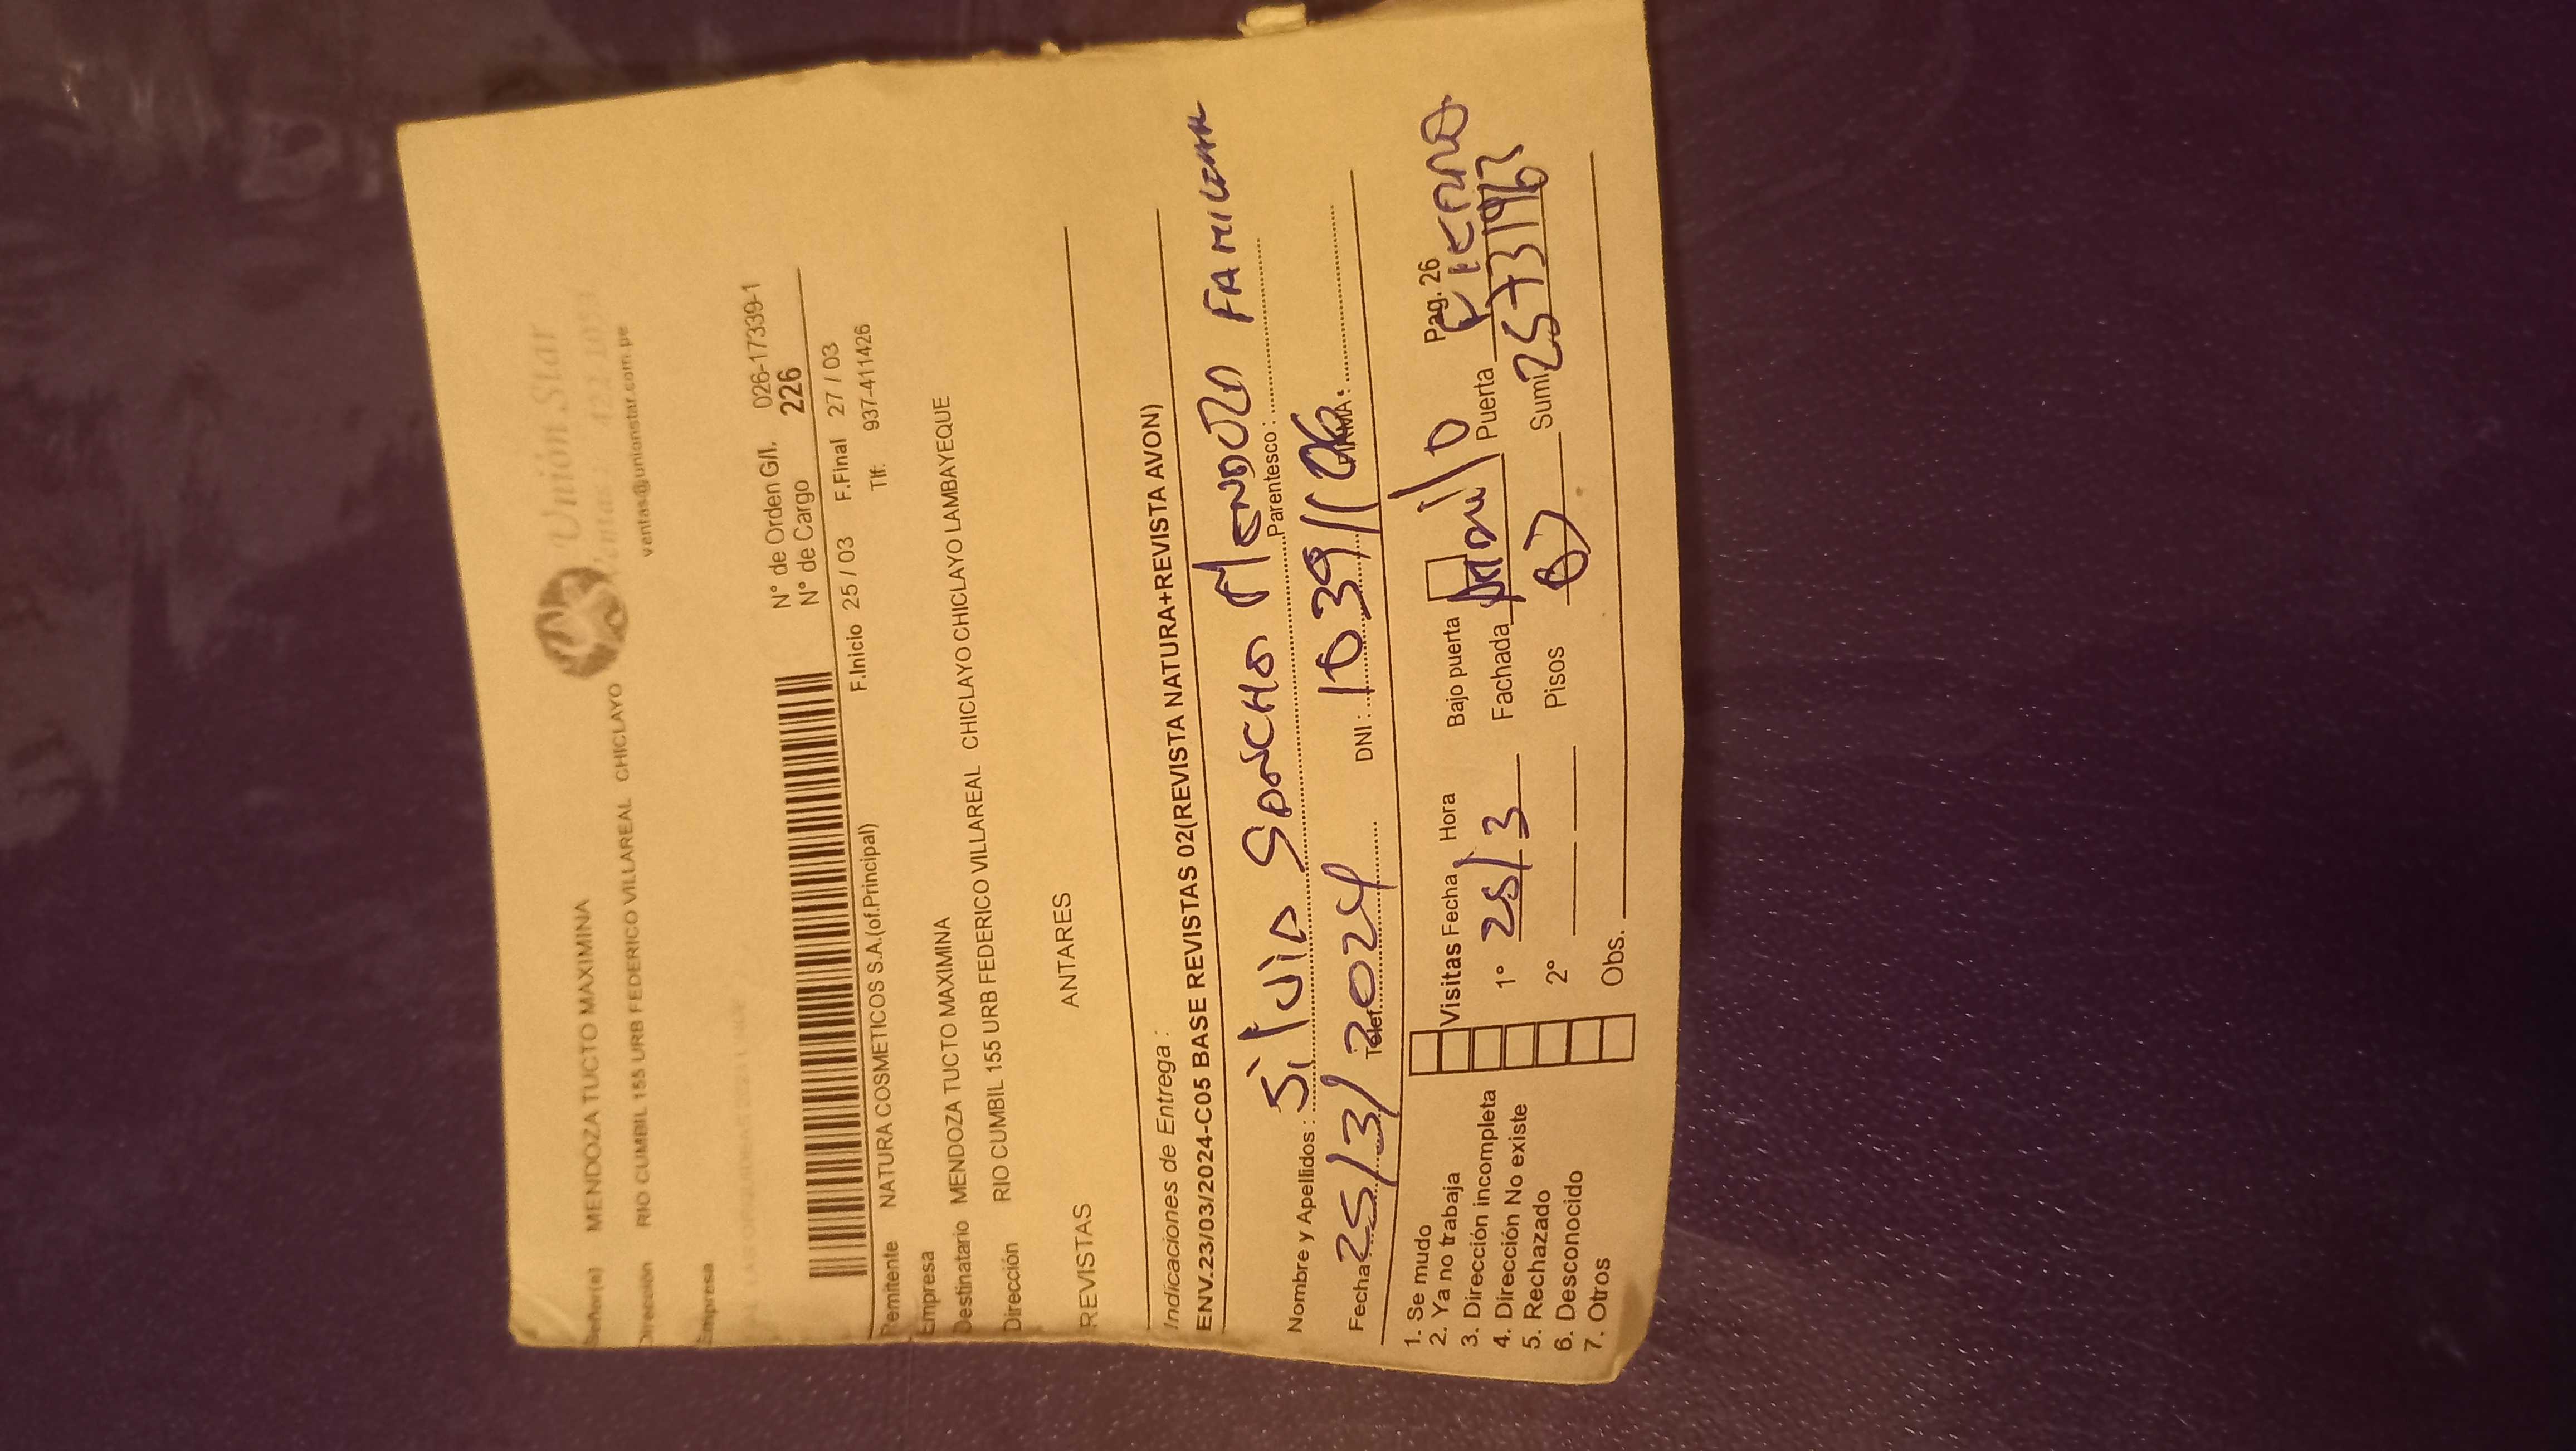 Unión Star
ventas@unionstar.com.pe
Señor(a) MENDOZA TUCTO MAXIMINA
Dirección RIO CUMBIL 155 URB FEDERICO VILLAREAL CHICLAYO
Empresa
N° de Orden G/I. 026-17339-1
N° de Cargo 226
F.Inicio 25 / 03 F.Final 27 / 03
Remitente NATURA COSMETICOS S.A.(of.Principal) Tlf: 937-411426
Empresa
Destinatario MENDOZA TUCTO MAXIMINA
Dirección RIO CUMBIL 155 URB FEDERICO VILLAREAL CHICLAYO CHICLAYO LAMBAYEQUE
REVISTAS ANTARES
Indicaciones de Entrega :
ENV.23/03/2024-C05 BASE REVISTAS 02(REVISTA NATURA+REVISTA AVON)
Nombre y Apellidos : Silvia Sancho Mendoza Parentesco : FAMILIAR
Fecha 25/3/2024 Telef. DNI : FIRMA :
Pag. 26
1. Se mudo
2. Ya no trabaja
3. Dirección incompleta
4. Dirección No existe
5. Rechazado
6. Desconocido
7. Otros
Visitas Fecha Hora Bajo puerta
1° 25/3 Fachada Puerta
2° Pisos Sumi 25731963
Obs.